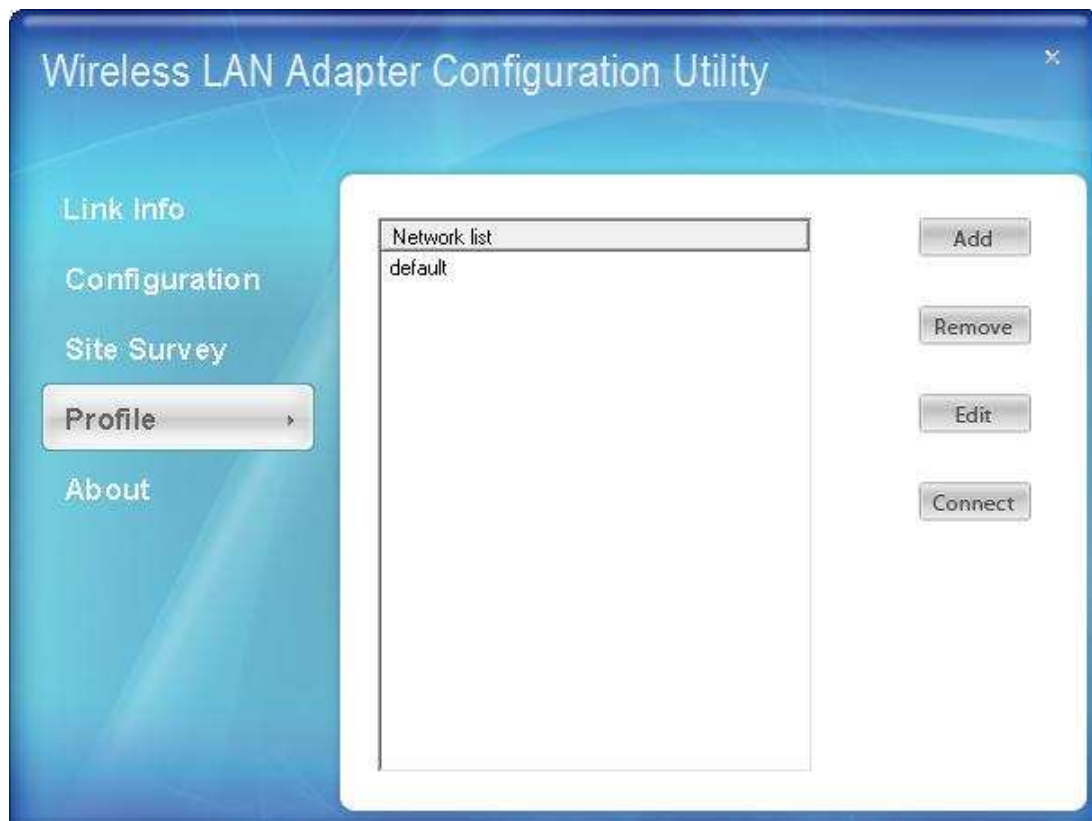 Wireless LAN Adapter Configuration Utility
Link Info
Configuration
Site Survey
Profile
About
Network list
default
Add
Remove
Edit
Connect